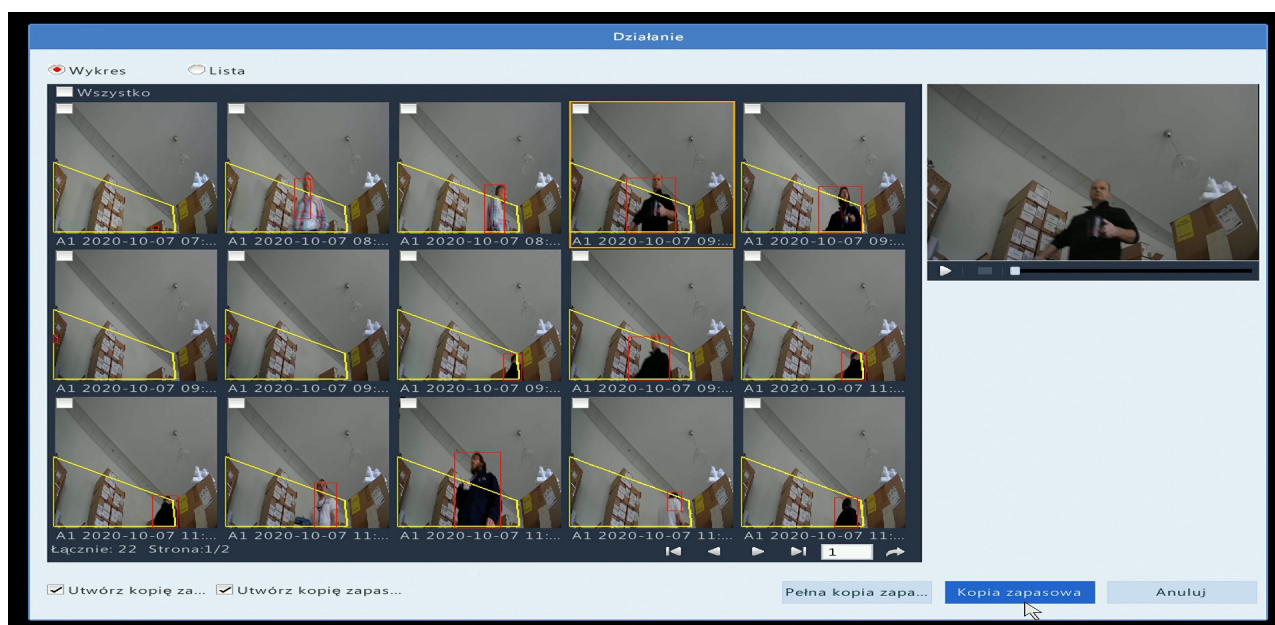 Działanie
Wykres Lista
Wszystko
A1 2020-10-07 07:... A1 2020-10-07 08:... A1 2020-10-07 08:... A1 2020-10-07 09:... A1 2020-10-07 09:...
A1 2020-10-07 09:... A1 2020-10-07 09:... A1 2020-10-07 09:... A1 2020-10-07 09:... A1 2020-10-07 11:...
A1 2020-10-07 11:... A1 2020-10-07 11:... A1 2020-10-07 11:... A1 2020-10-07 11:... A1 2020-10-07 11:...
Łącznie: 22 Strona:1/2 1
Utwórz kopię za... Utwórz kopię zapas... Pełna kopia zapa... Kopia zapasowa Anuluj